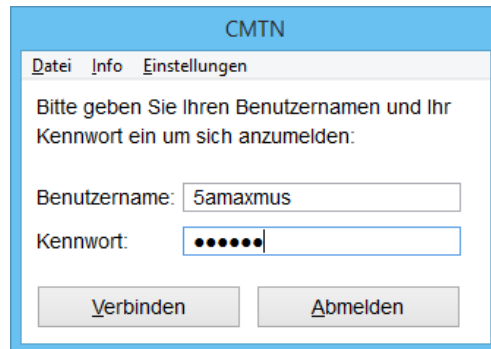 CMTN
Datei Info Einstellungen
Bitte geben Sie Ihren Benutzernamen und Ihr
Kennwort ein um sich anzumelden:
Benutzername: 5amaxmus
Kennwort: ●●●●●●
Verbinden Abmelden